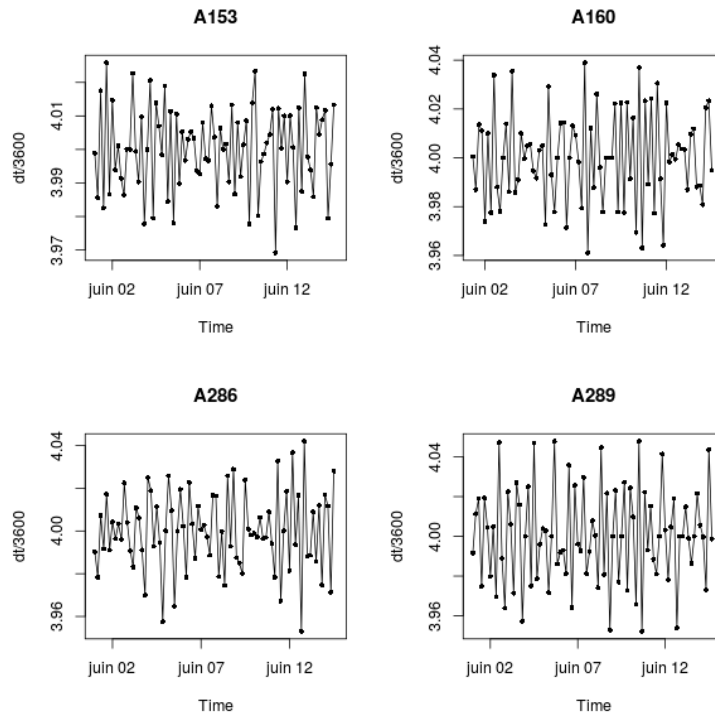 A153
dt/3600
4.01
3.99
3.97
juin 02
juin 07
juin 12
Time
A160
dt/3600
4.04
4.02
4.00
3.98
3.96
juin 02
juin 07
juin 12
Time
A286
dt/3600
4.04
4.00
3.96
juin 02
juin 07
juin 12
Time
A289
dt/3600
4.04
4.00
3.96
juin 02
juin 07
juin 12
Time